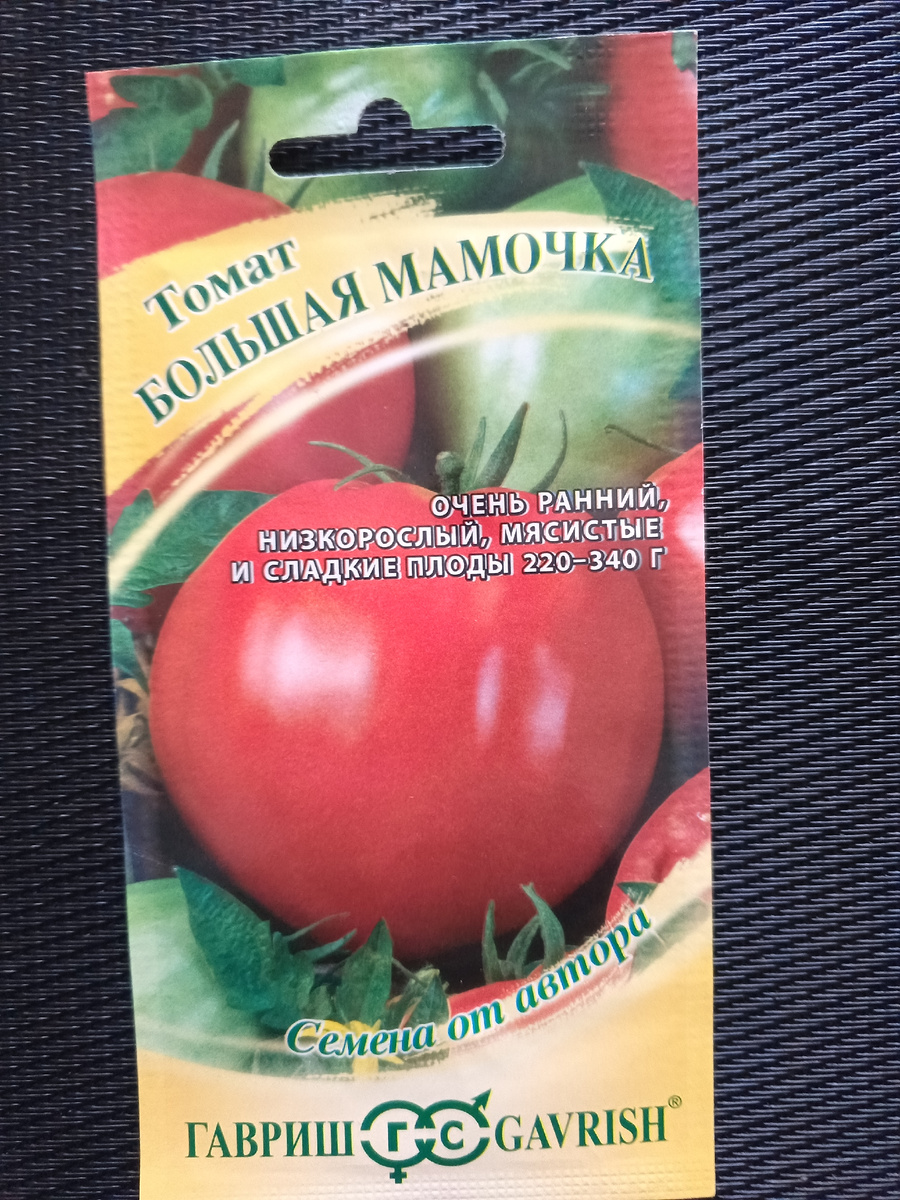 Томат
БОЛЬШАЯ МАМОЧКА
ОЧЕНЬ РАННИЙ,
НИЗКОРОСЛЫЙ, МЯСИСТЫЕ
И СЛАДКИЕ ПЛОДЫ 220–340 Г
Семена от автора
ГАВРИШ ГС GAVRISH®